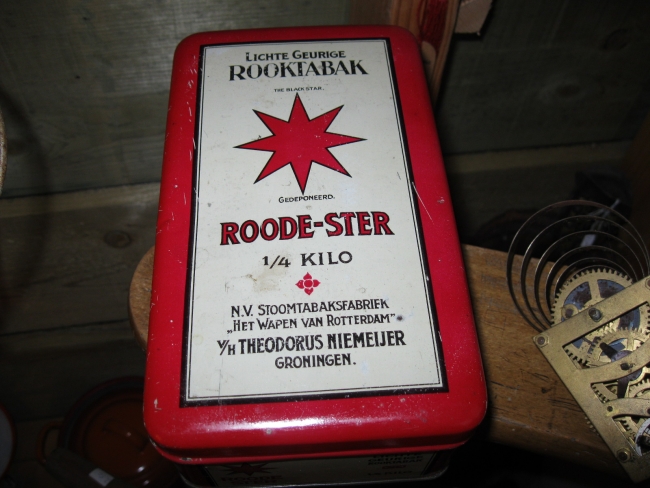 LICHTE GEURIGE
ROOKTABAK
THE BLACK STAR.
GEDEPONEERD.
ROODE-STER
1/4 KILO
N.V. STOOMTABAKSFABRIEK
„HET WAPEN VAN ROTTERDAM”
V/H THEODORUS NIEMEIJER
GRONINGEN.